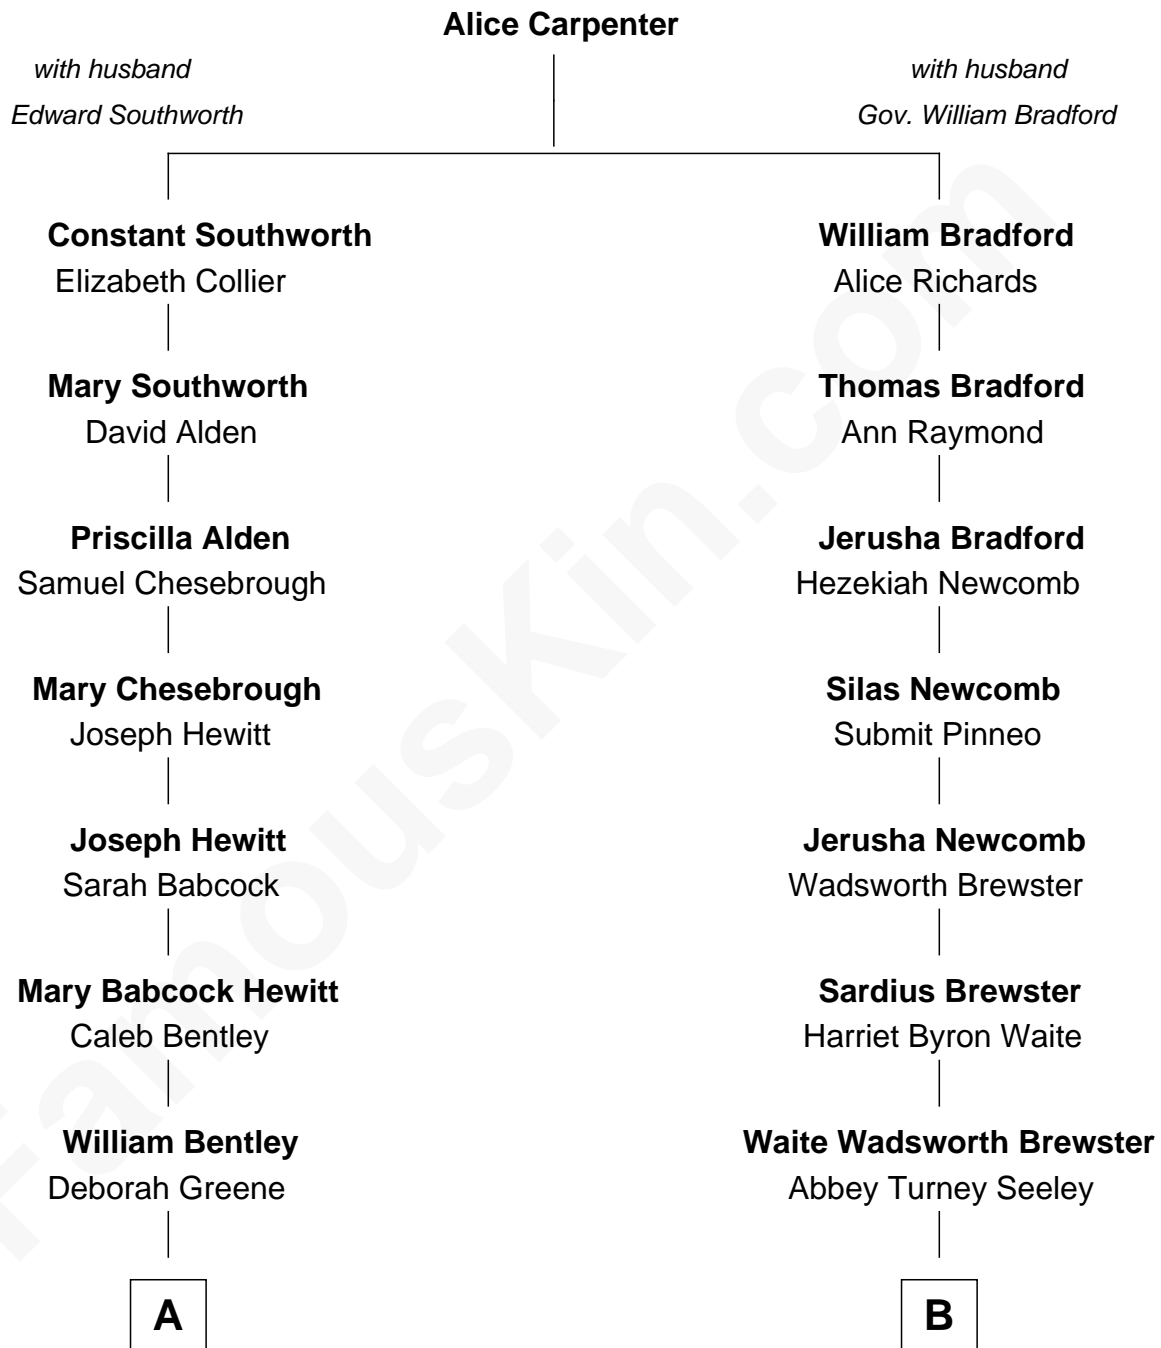 Alice Carpenter
with husband
Edward Southworth
with husband
Gov. William Bradford
Constant Southworth
Elizabeth Collier
William Bradford
Alice Richards
Mary Southworth
David Alden
Thomas Bradford
Ann Raymond
Priscilla Alden
Samuel Chesebrough
Jerusha Bradford
Hezekiah Newcomb
Mary Chesebrough
Joseph Hewitt
Silas Newcomb
Submit Pinneo
Joseph Hewitt
Sarah Babcock
Jerusha Newcomb
Wadsworth Brewster
Mary Babcock Hewitt
Caleb Bentley
Sardius Brewster
Harriet Byron Waite
William Bentley
Deborah Greene
Waite Wadsworth Brewster
Abbey Turney Seeley
A
B
FamousKin.com